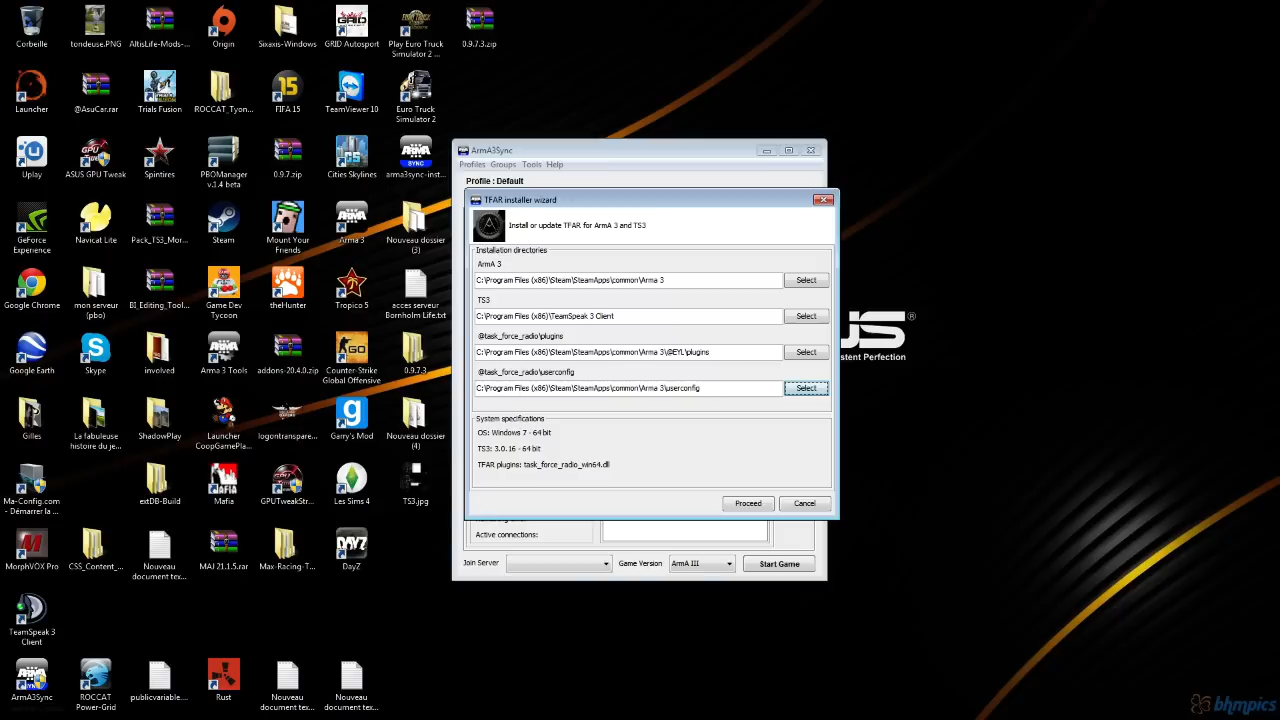 Corbeille
tondeuse.PNG
AltisLife-Mods-...
Origin
Sixaxis-Windows
GRID Autosport
Play Euro Truck
Simulator 2 ...
0.9.7.3.zip
Launcher
@AsuCar.rar
Trials Fusion
ROCCAT_Tyon...
FIFA 15
TeamViewer 10
Euro Truck
Simulator 2
Uplay
ASUS GPU Tweak
Spintires
PBOManager
v.1.4 beta
0.9.7.zip
Cities Skylines
arma3sync-inst...
GeForce
Experience
Navicat Lite
Pack_TS3_Mor...
Steam
Mount Your
Friends
Arma 3
Nouveau dossier
(3)
Google Chrome
mon serveur
(pbo)
BI_Editing_Tool...
Game Dev
Tycoon
theHunter
Tropico 5
acces serveur
Bornholm Life.txt
Google Earth
Skype
involved
Arma 3 Tools
addons-20.4.0.zip
Counter-Strike
Global Offensive
0.9.7.3
Gilles
La fabuleuse
histoire du je...
ShadowPlay
Launcher
CoopGamePla...
logontranspare...
Garry's Mod
Nouveau dossier
(4)
Ma-Config.com
- Démarrer la ...
extDB-Build
Mafia
GPUTweakStr...
Les Sims 4
TS3.jpg
MorphVOX Pro
CSS_Content_...
Nouveau
document tex...
MAJ 21.1.5.rar
Max-Racing-T...
DayZ
TeamSpeak 3
Client
ArmA3Sync
ROCCAT
Power-Grid
publicvariable...
Rust
Nouveau
document tex...
Nouveau
document tex...
ArmA3Sync
Profiles Groups Tools Help
Profile : Default
TFAR installer wizard
Install or update TFAR for ArmA 3 and TS3
Installation directories
ArmA 3
C:\Program Files (x86)\Steam\SteamApps\common\Arma 3 Select
TS3
C:\Program Files (x86)\TeamSpeak 3 Client Select
@task_force_radio\plugins
C:\Program Files (x86)\Steam\SteamApps\common\Arma 3\@EYL\plugins Select
@task_force_radio\userconfig
C:\Program Files (x86)\Steam\SteamApps\common\Arma 3\userconfig Select
System specifications
OS: Windows 7 - 64 bit
TS3: 3.0.16 - 64 bit
TFAR plugins: task_force_radio_win64.dll
Proceed Cancel
Active connections:
Join Server Game Version ArmA III Start Game
bhmpics